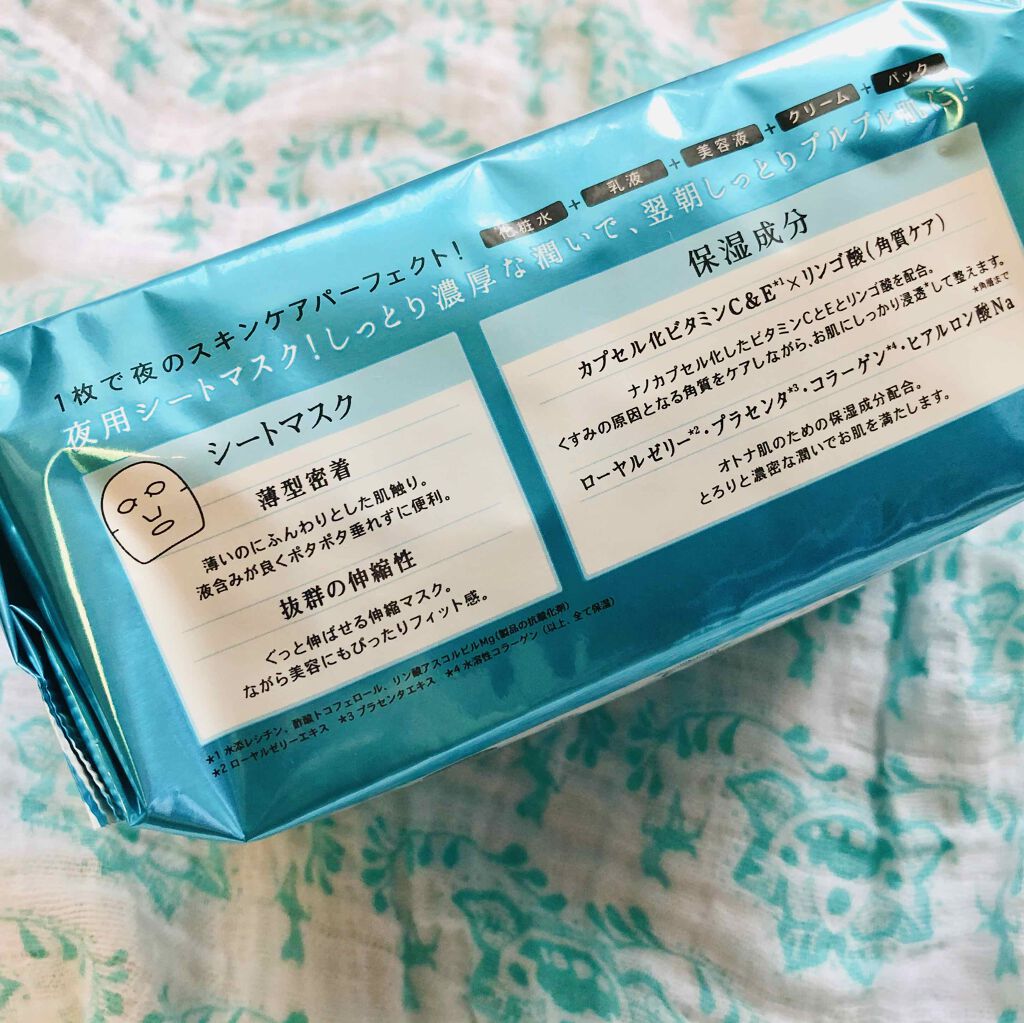 1枚で夜のスキンケアパーフェクト！ 化粧水+乳液+美容液+クリーム+パック
夜用シートマスク！しっとり濃厚な潤いで、翌朝しっとりプルプル肌に！
シートマスク
薄型密着
薄いのにふんわりとした肌触り。
液含みが良くボタボタ垂れずに便利。
抜群の伸縮性
ぐっと伸ばせる伸縮マスク。
ながら美容にもぴったりフィット感。
保湿成分
カプセル化ビタミンC&E*1×リンゴ酸（角質ケア）
ナノカプセル化したビタミンCとEとリンゴ酸を配合。
くすみの原因となる角質をケアしながら、お肌にしっかり浸透*して整えます。
*角層まで
ローヤルゼリー*2・プラセンタ*3・コラーゲン*4・ヒアルロン酸Na
オトナ肌のための保湿成分配合。
とろりと濃密な潤いでお肌を満たします。
★1 水添レシチン、酢酸トコフェロール、リン酸アスコルビルMg（製品の抗酸化剤）
★2 ローヤルゼリーエキス ★3 プラセンタエキス ★4 水溶性コラーゲン（以上、全て保湿）